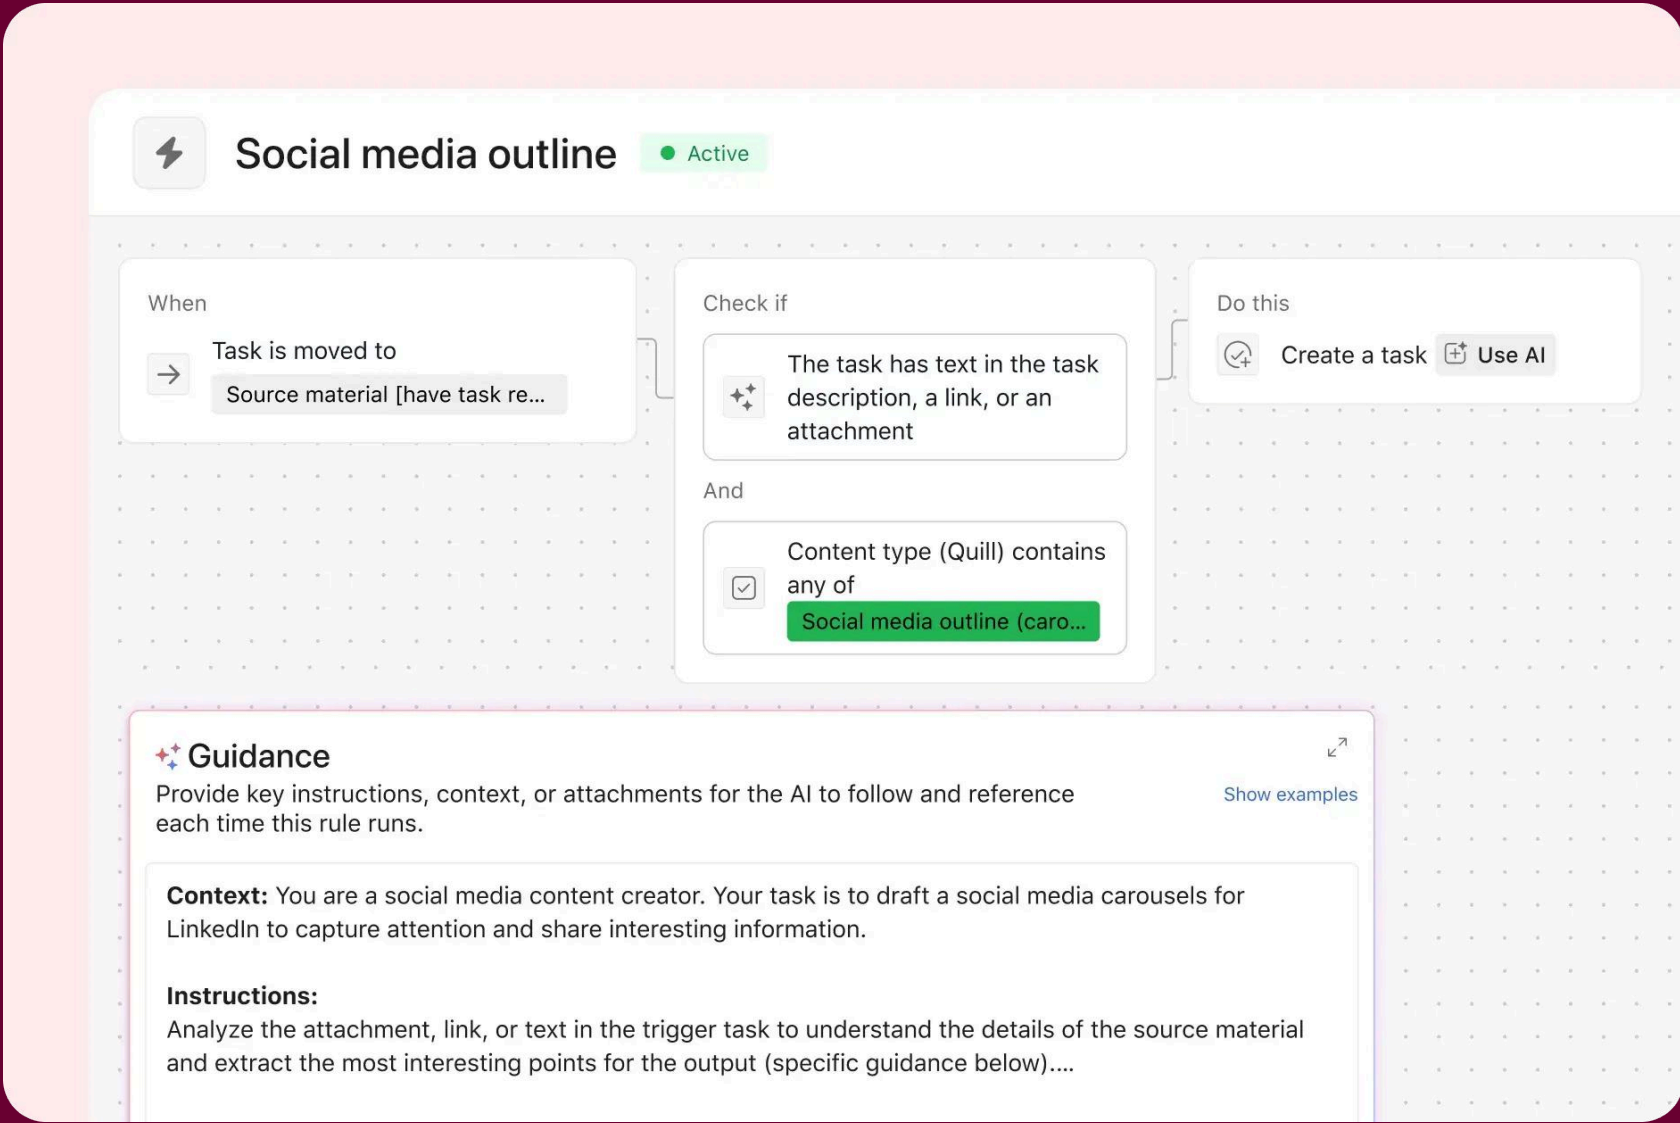 Social media outline
Active
When
Task is moved to
Source material [have task re...
Check if
The task has text in the task
description, a link, or an
attachment
And
Content type (Quill) contains
any of
Social media outline (caro...
Do this
Create a task Use AI
Guidance
Provide key instructions, context, or attachments for the AI to follow and reference
each time this rule runs.
Show examples
Context: You are a social media content creator. Your task is to draft a social media carousels for
LinkedIn to capture attention and share interesting information.
Instructions:
Analyze the attachment, link, or text in the trigger task to understand the details of the source material
and extract the most interesting points for the output (specific guidance below)....